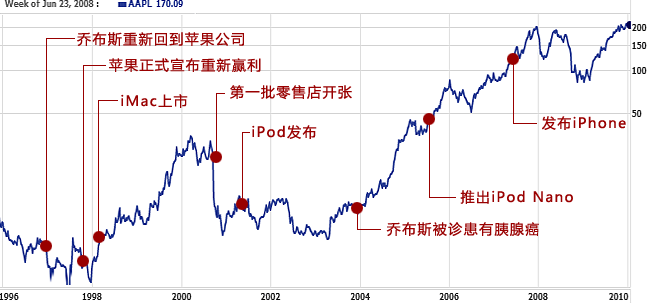 Week of Jun 23, 2008 : AAPL 170.09
乔布斯重新回到苹果公司
苹果正式宣布重新赢利
iMac上市
第一批零售店开张
iPod发布
200
150
100
50
发布iPhone
推出iPod Nano
乔布斯被诊患有胰腺癌
1996 1998 2000 2002 2004 2006 2008 2010